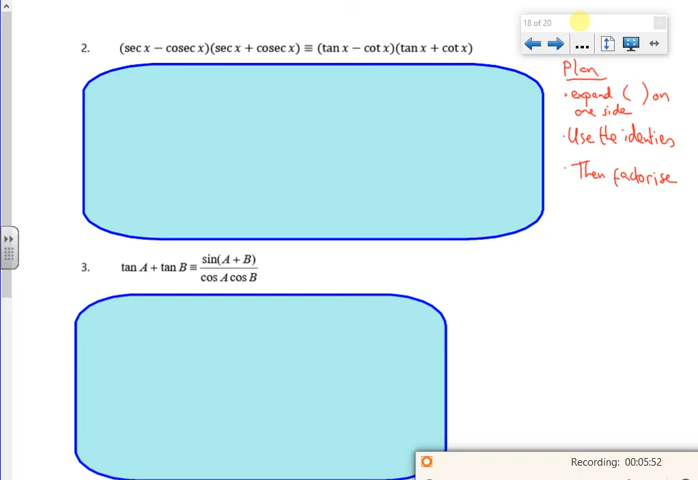 18 of 20
2. (sec x − cosec x)(sec x + cosec x) ≡ (tan x − cot x)(tan x + cot x)
Plan
· expand ( ) on
one side
· Use the identies
· Then factorise
3. tan A + tan B ≡ sin(A + B)
cos A cos B
Recording: 00:05:52